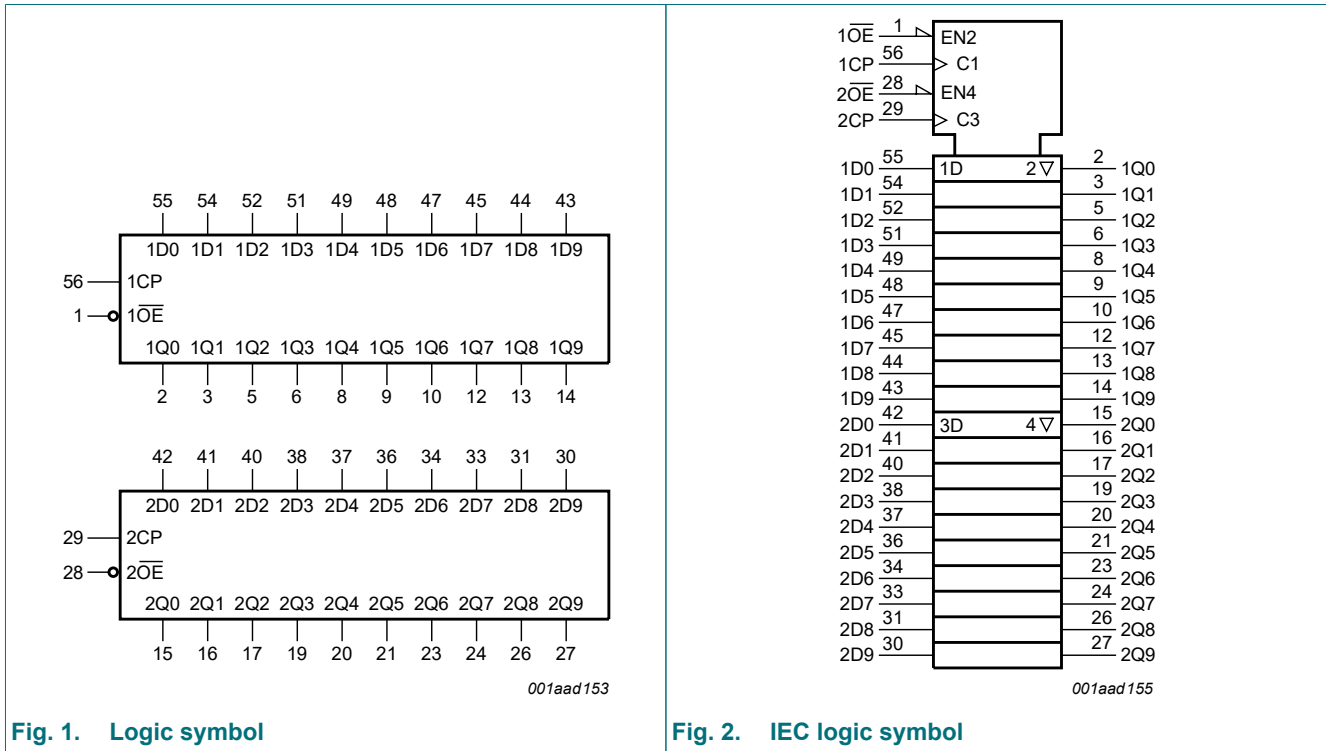 55 54 52 51 49 48 47 45 44 43
1D0 1D1 1D2 1D3 1D4 1D5 1D6 1D7 1D8 1D9
56 1CP
1 1O̅E̅
1Q0 1Q1 1Q2 1Q3 1Q4 1Q5 1Q6 1Q7 1Q8 1Q9
2 3 5 6 8 9 10 12 13 14
42 41 40 38 37 36 34 33 31 30
2D0 2D1 2D2 2D3 2D4 2D5 2D6 2D7 2D8 2D9
29 2CP
28 2O̅E̅
2Q0 2Q1 2Q2 2Q3 2Q4 2Q5 2Q6 2Q7 2Q8 2Q9
15 16 17 19 20 21 23 24 26 27
001aad153
Fig. 1. Logic symbol
1O̅E̅ 1 EN2
1CP 56 C1
2O̅E̅ 28 EN4
2CP 29 C3
1D0 55 1D 2 ▽ 2 1Q0
1D1 54 3 1Q1
1D2 52 5 1Q2
1D3 51 6 1Q3
1D4 49 8 1Q4
1D5 48 9 1Q5
1D6 47 10 1Q6
1D7 45 12 1Q7
1D8 44 13 1Q8
1D9 43 14 1Q9
2D0 42 3D 4 ▽ 15 2Q0
2D1 41 16 2Q1
2D2 40 17 2Q2
2D3 38 19 2Q3
2D4 37 20 2Q4
2D5 36 21 2Q5
2D6 34 23 2Q6
2D7 33 24 2Q7
2D8 31 26 2Q8
2D9 30 27 2Q9
001aad155
Fig. 2. IEC logic symbol